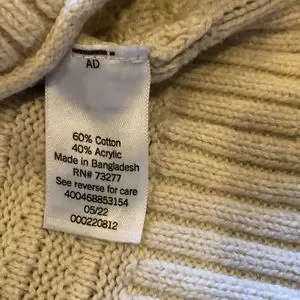 AD
60% Cotton
40% Acrylic
Made in Bangladesh
RN# 73277
See reverse for care
400468853154
05/22
000220812